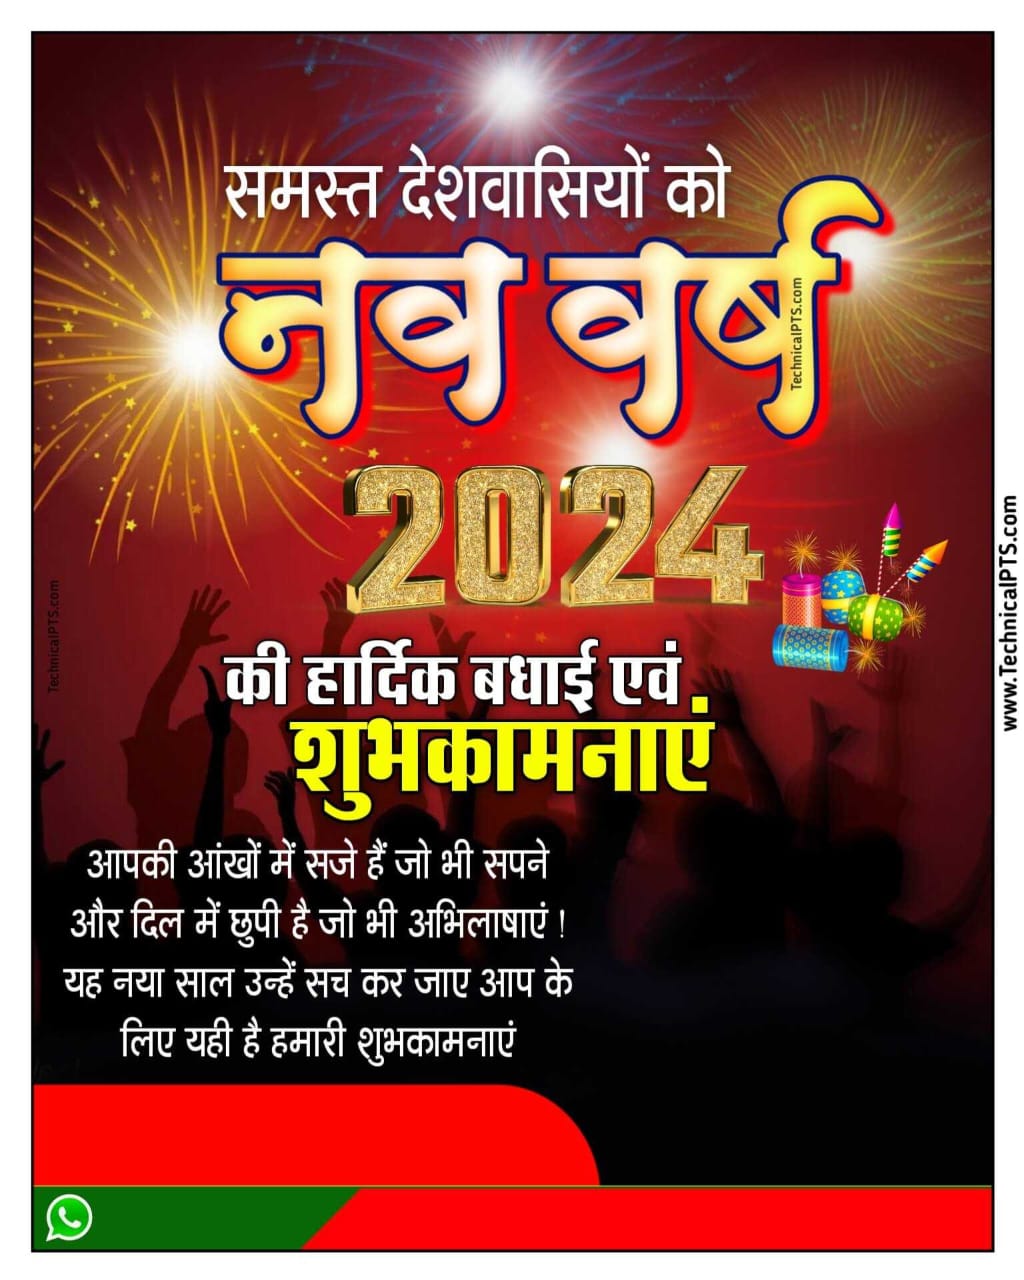 समस्त देशवासियों को
नव वर्ष
TechnicalPTS.com
2024
www.TechnicalPTS.com
TechnicalPTS.com
की हार्दिक बधाई एवं
शुभकामनाएं
आपकी आंखों में सजे हैं जो भी सपने
और दिल में छुपी है जो भी अभिलाषाएं !
यह नया साल उन्हें सच कर जाए आप के
लिए यही है हमारी शुभकामनाएं